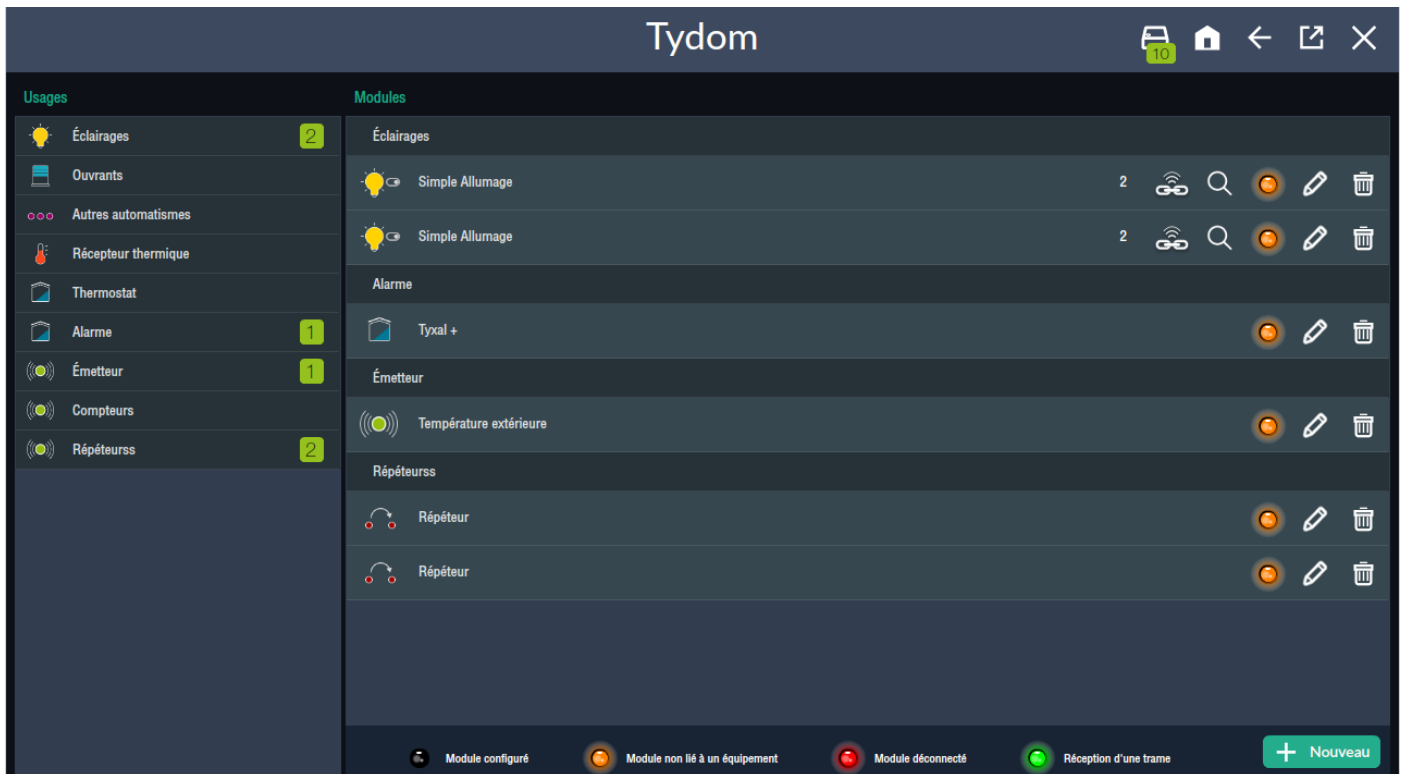 Tydom
10
Usages
Modules
Éclairages 2
Ouvrants
Autres automatismes
Récepteur thermique
Thermostat
Alarme 1
Émetteur 1
Compteurs
Répéteurss 2
Éclairages
Simple Allumage 2
Simple Allumage 2
Alarme
Tyxal +
Émetteur
Température extérieure
Répéteurss
Répéteur
Répéteur
Module configuré
Module non lié à un équipement
Module déconnecté
Réception d'une trame
+ Nouveau